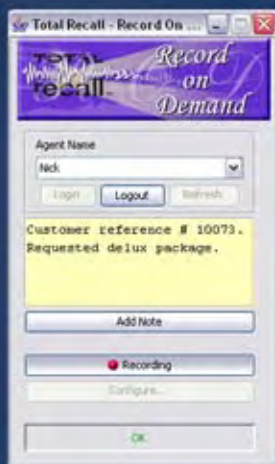 Total Recall - Record On ...
Total
recall
Record
on
Demand
Agent Name
Nick
Login
Logout
Refresh
Customer reference # 10073.
Requested delux package.
Add Note
Recording
Configure...
OK